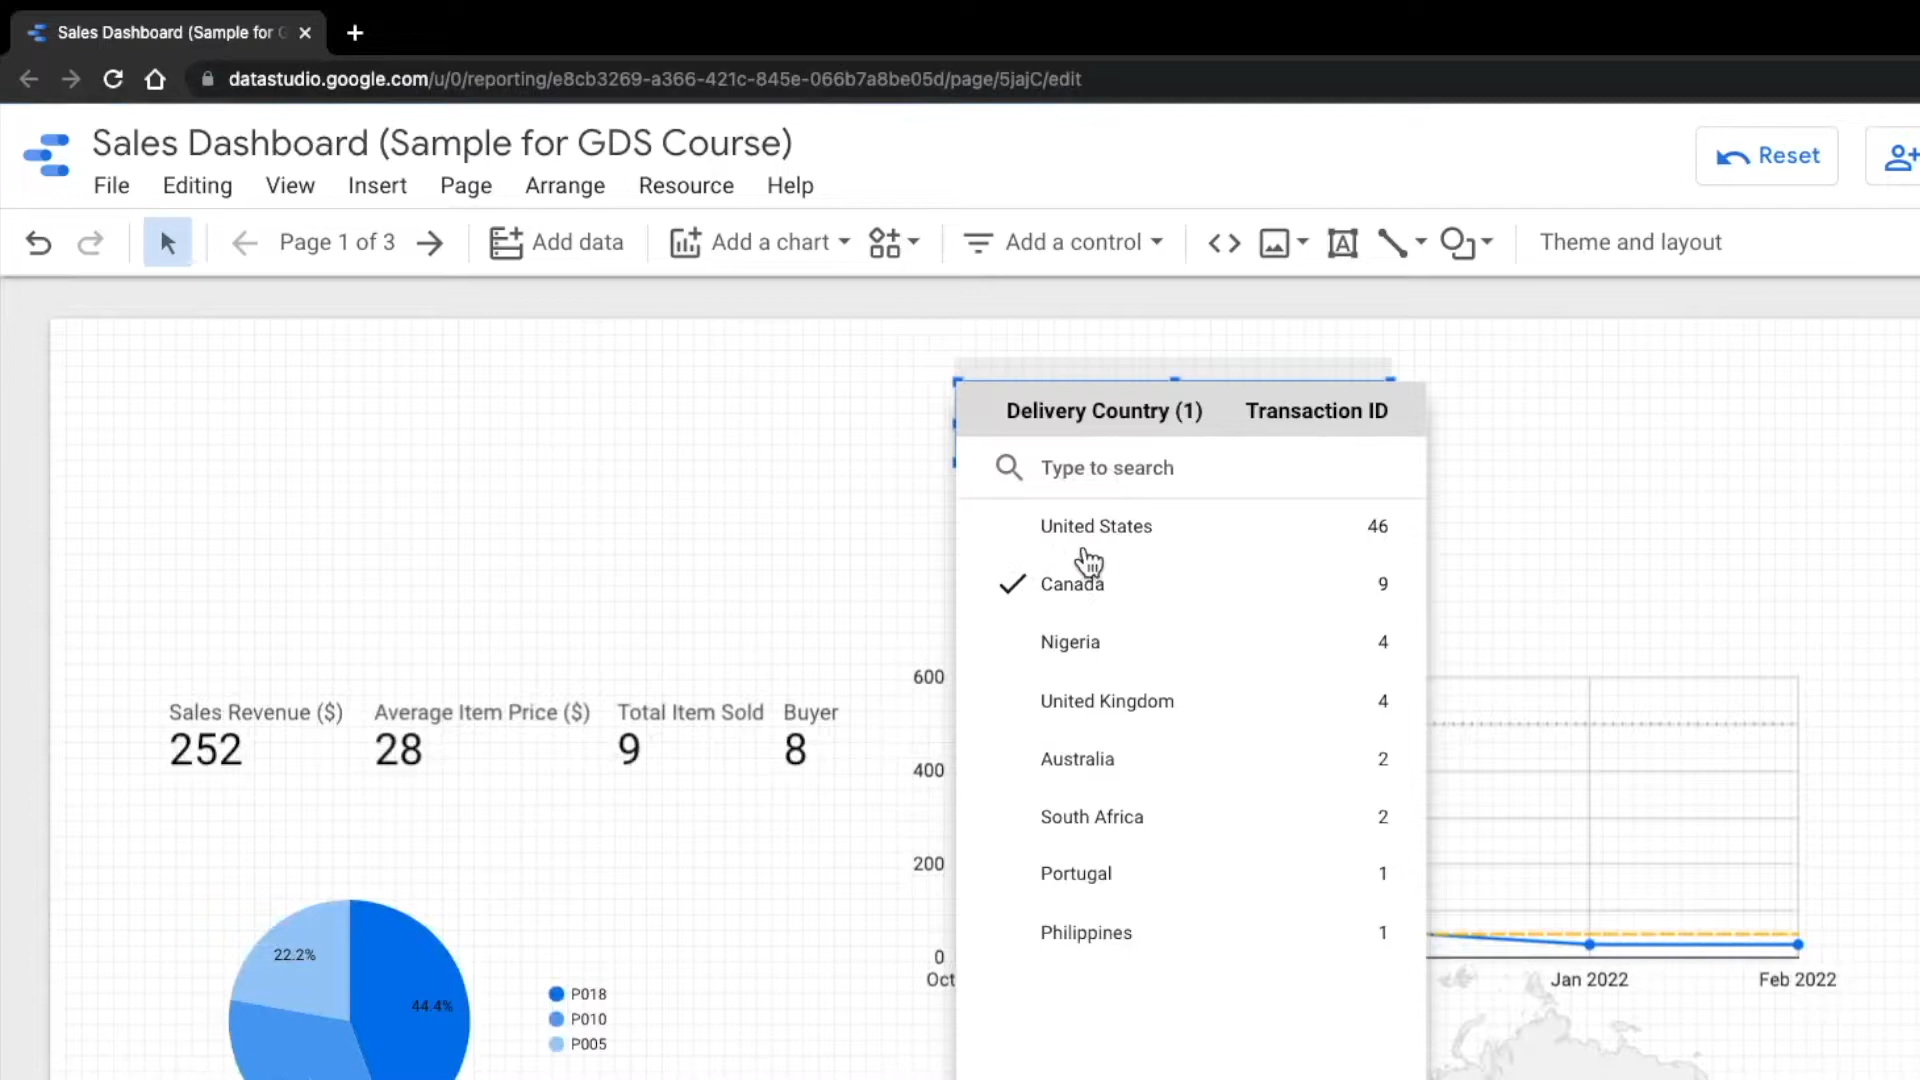 Sales Dashboard (Sample for G
datastudio.google.com/u/0/reporting/e8cb3269-a366-421c-845e-066b7a8be05d/page/5jajC/edit
Sales Dashboard (Sample for GDS Course)
Reset
File Editing View Insert Page Arrange Resource Help
Page 1 of 3 Add data Add a chart Add a control Theme and layout
Delivery Country (1) Transaction ID
Type to search
United States 46
Canada 9
Nigeria 4
United Kingdom 4
Australia 2
South Africa 2
Portugal 1
Philippines 1
Sales Revenue ($) Average Item Price ($) Total Item Sold Buyer
252 28 9 8
600
400
200
0
Oct Jan 2022 Feb 2022
22.2%
44.4%
P018
P010
P005